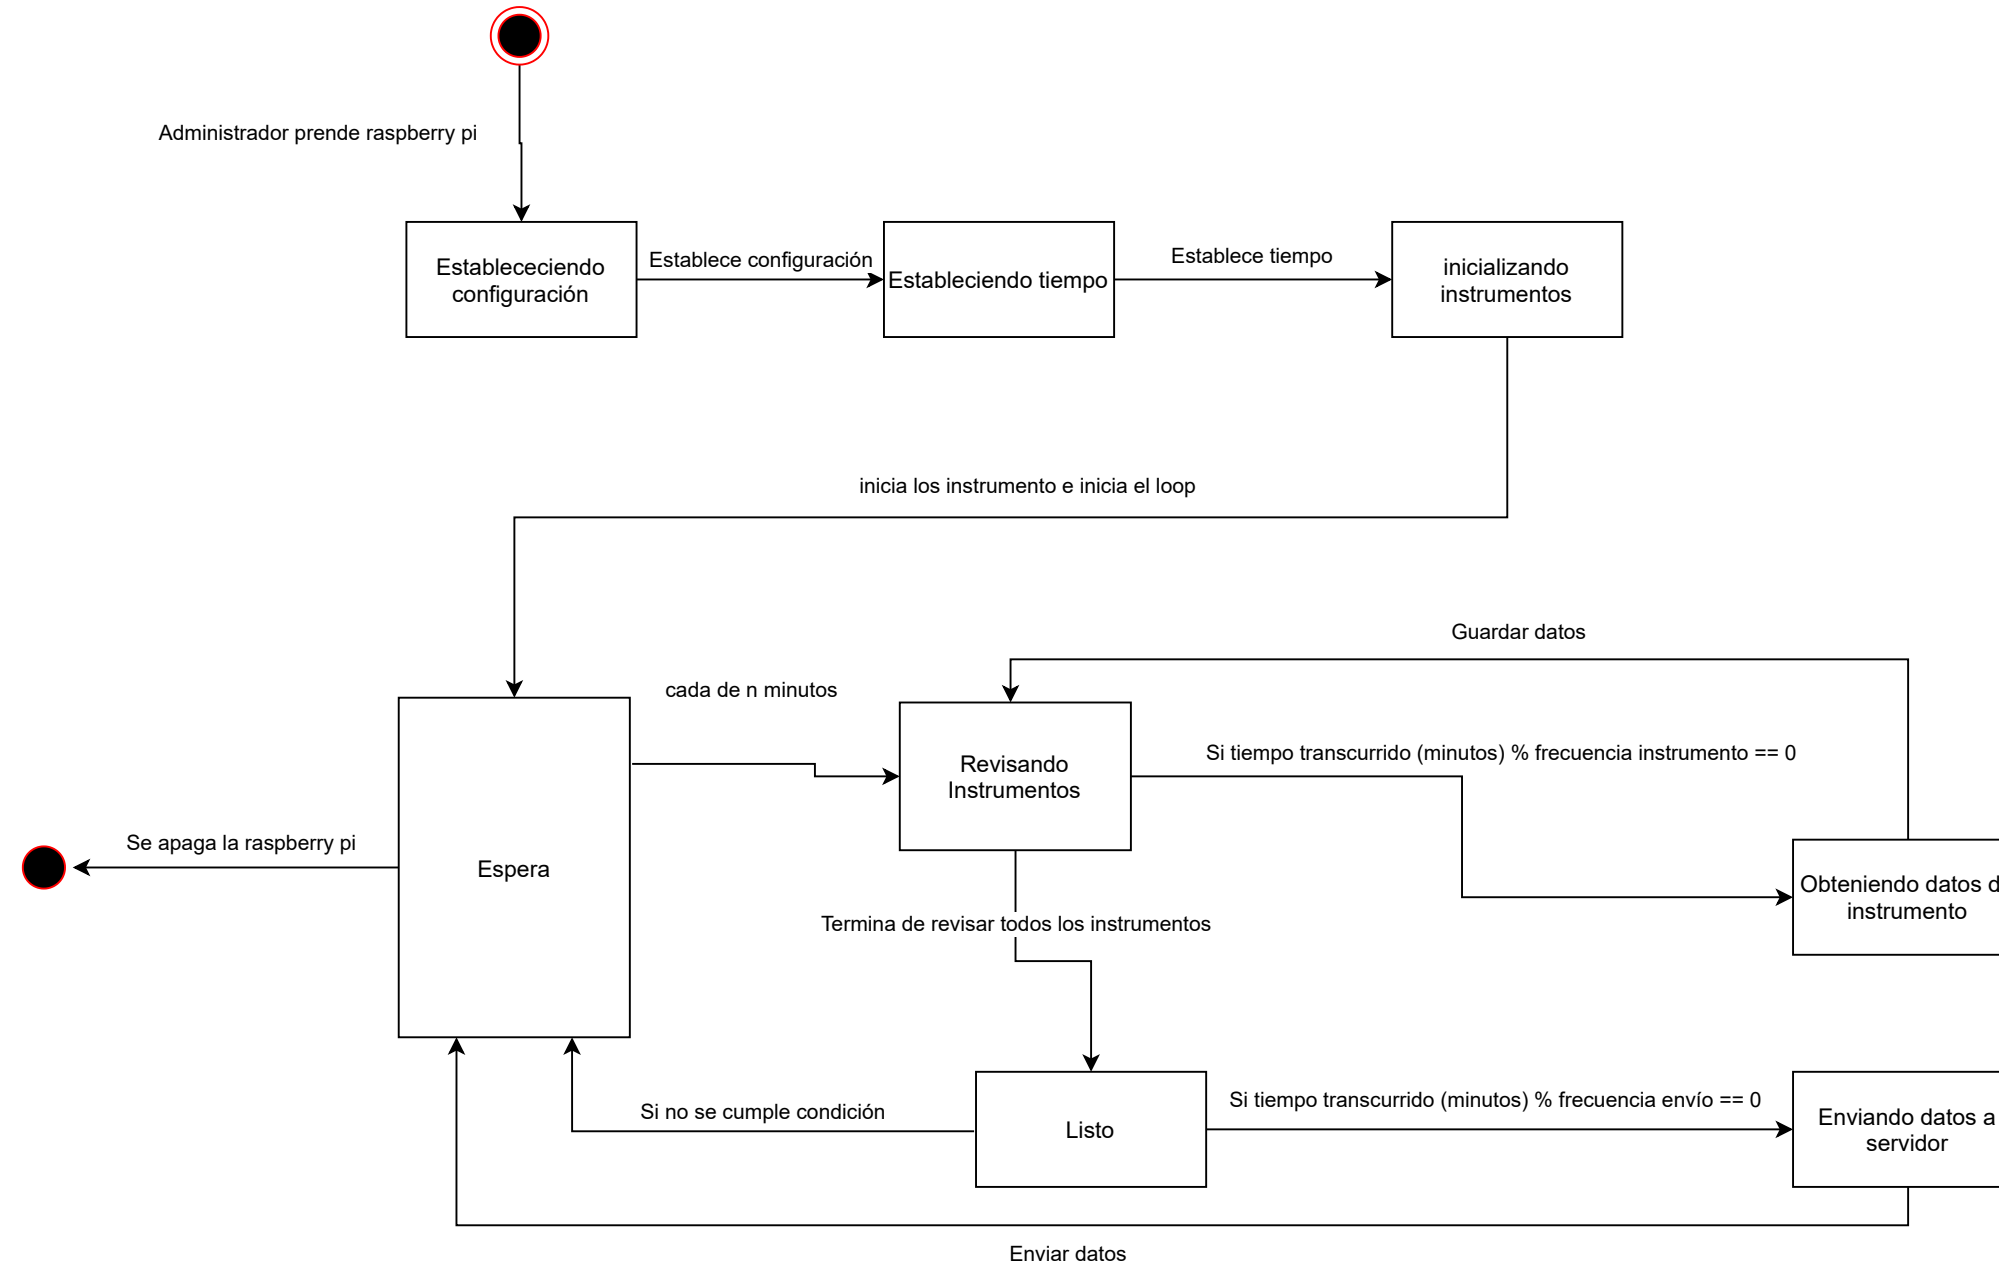 Administrador prende raspberry pi
Establececiendo
configuración
Establece configuración
Estableciendo tiempo
Establece tiempo
inicializando
instrumentos
inicia los instrumento e inicia el loop
Guardar datos
cada de n minutos
Revisando
Instrumentos
Si tiempo transcurrido (minutos) % frecuencia instrumento == 0
Se apaga la raspberry pi
Espera
Obteniendo datos d
instrumento
Termina de revisar todos los instrumentos
Si no se cumple condición
Listo
Si tiempo transcurrido (minutos) % frecuencia envío == 0
Enviando datos a
servidor
Enviar datos